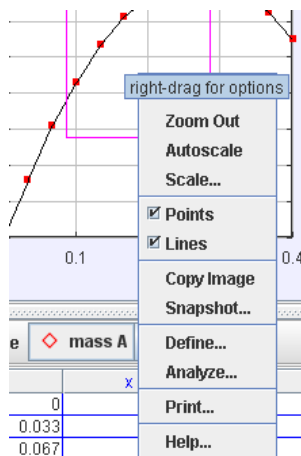 right-drag for options
Zoom Out
Autoscale
Scale...
Points
Lines
0.1
0.4
Copy Image
Snapshot...
e
mass A
Define...
Analyze...
x
0
Print...
0.033
0.067
Help...